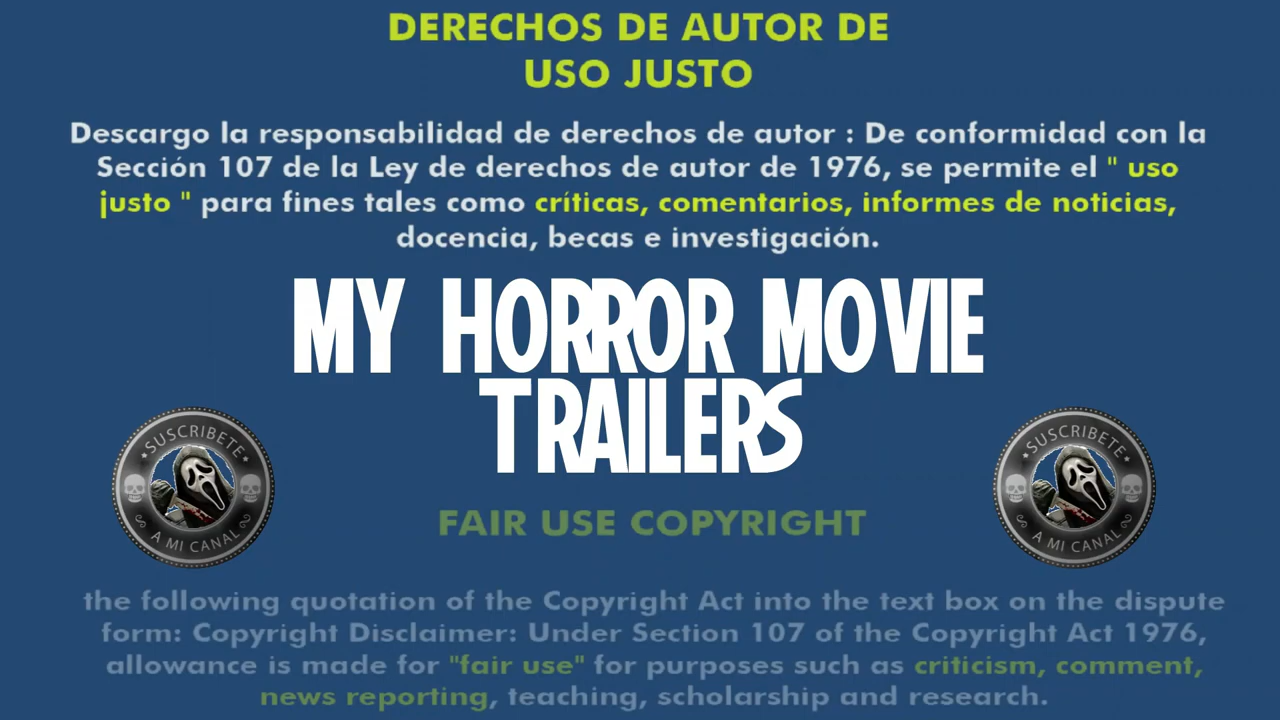 DERECHOS DE AUTOR DE
USO JUSTO
Descargo la responsabilidad de derechos de autor : De conformidad con la
Sección 107 de la Ley de derechos de autor de 1976, se permite el " uso
justo " para fines tales como críticas, comentarios, informes de noticias,
docencia, becas e investigación.
MY HORROR MOVIE
TRAILERS
SUSCRIBETE
A MI CANAL
SUSCRIBETE
A MI CANAL
FAIR USE COPYRIGHT
the following quotation of the Copyright Act into the text box on the dispute
form: Copyright Disclaimer: Under Section 107 of the Copyright Act 1976,
allowance is made for "fair use" for purposes such as criticism, comment,
news reporting, teaching, scholarship and research.